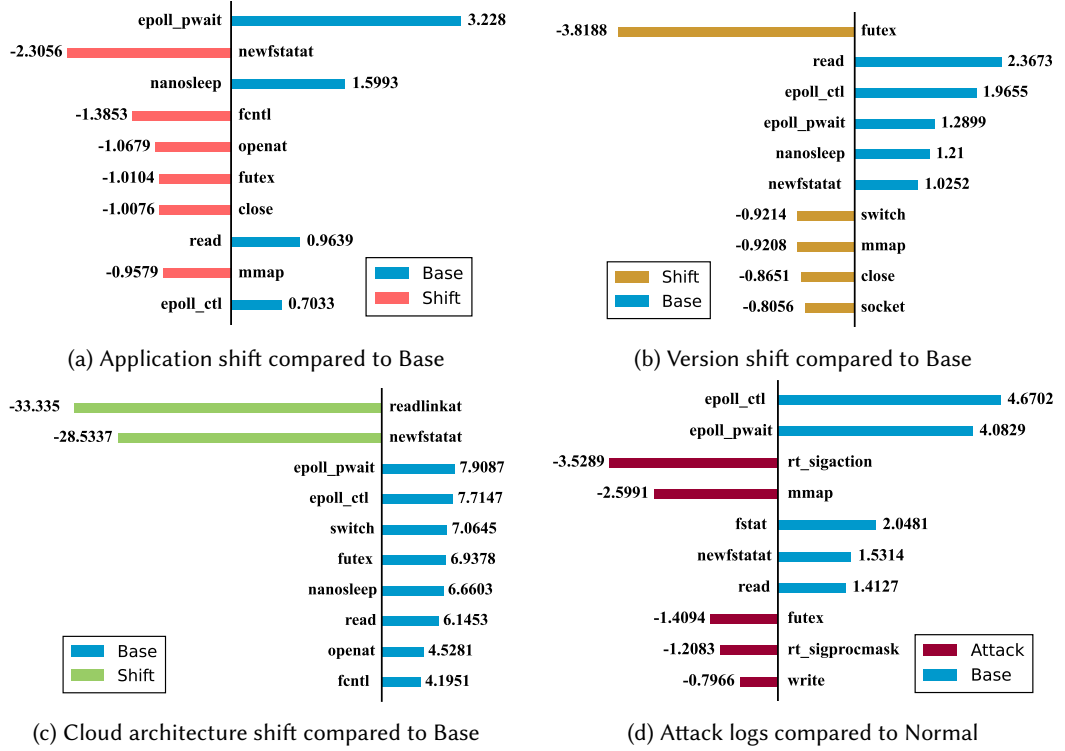 epoll_pwait 3.228
-2.3056 newfstatat
nanosleep 1.5993
-1.3853 fcntl
-1.0679 openat
-1.0104 futex
-1.0076 close
read 0.9639
-0.9579 mmap
epoll_ctl 0.7033
Base
Shift
(a) Application shift compared to Base
-3.8188 futex
read 2.3673
epoll_ctl 1.9655
epoll_pwait 1.2899
nanosleep 1.21
newfstatat 1.0252
-0.9214 switch
-0.9208 mmap
-0.8651 close
-0.8056 socket
Shift
Base
(b) Version shift compared to Base
-33.335 readlinkat
-28.5337 newfstatat
epoll_pwait 7.9087
epoll_ctl 7.7147
switch 7.0645
futex 6.9378
nanosleep 6.6603
read 6.1453
openat 4.5281
fcntl 4.1951
Base
Shift
(c) Cloud architecture shift compared to Base
epoll_ctl 4.6702
epoll_pwait 4.0829
-3.5289 rt_sigaction
-2.5991 mmap
fstat 2.0481
newfstatat 1.5314
read 1.4127
-1.4094 futex
-1.2083 rt_sigprocmask
-0.7966 write
Attack
Base
(d) Attack logs compared to Normal